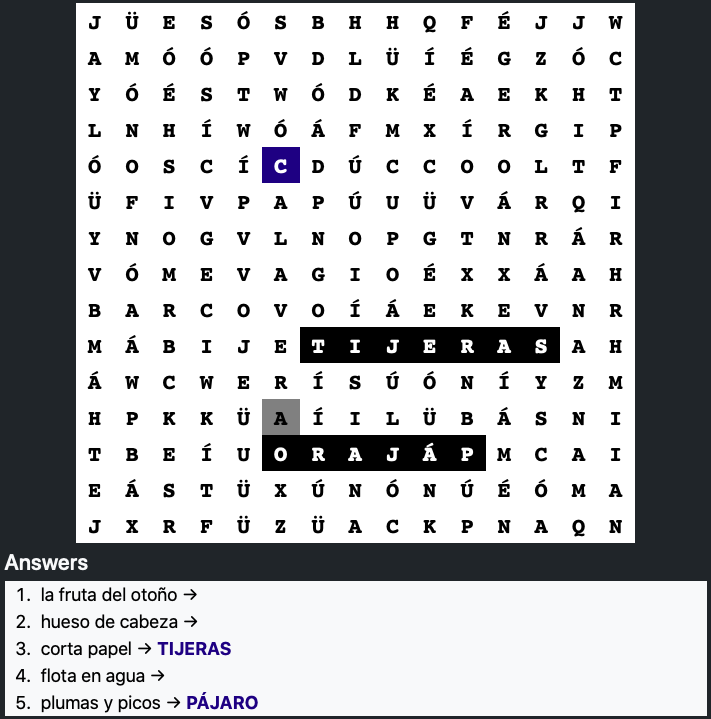 J Ü E S Ó S B H H Q F É J J W
A M Ó Ó P V D L Ü Í É G Z Ó C
Y Ó É S T W Ó D K É A E K H T
L N H Í W Ó Á F M X Í R G I P
Ó O S C Í C D Ú C C O O L T F
Ü F I V P A P Ú U Ü V Á R Q I
Y N O G V L N O P G T N R Á R
V Ó M E V A G I O É X X Á A H
B A R C O V O Í Á E K E V N R
M Á B I J E T I J E R A S A H
Á W C W E R Í S Ú Ó N Í Y Z M
H P K K Ü A Í I L Ü B Á S N I
T B E Í U O R A J Á P M C A I
E Á S T Ü X Ú N Ó N Ú É Ó M A
J X R F Ü Z Ü A C K P N A Q N
Answers
1. la fruta del otoño →
2. hueso de cabeza →
3. corta papel → TIJERAS
4. flota en agua →
5. plumas y picos → PÁJARO